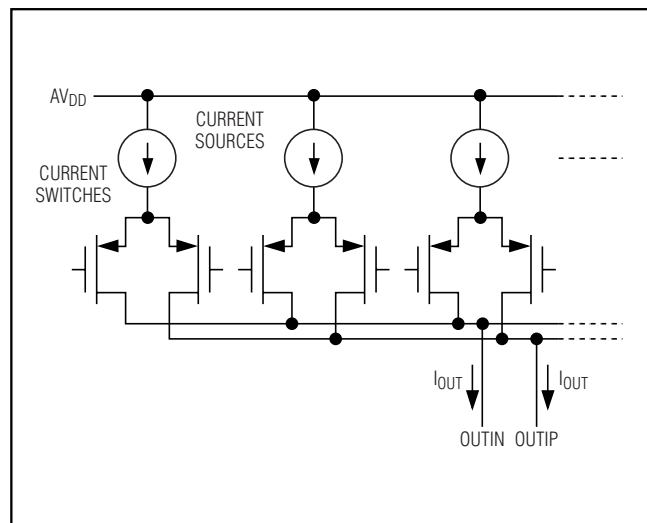 AVDD
CURRENT
SOURCES
CURRENT
SWITCHES
IOUT
IOUT
OUTIN
OUTIP